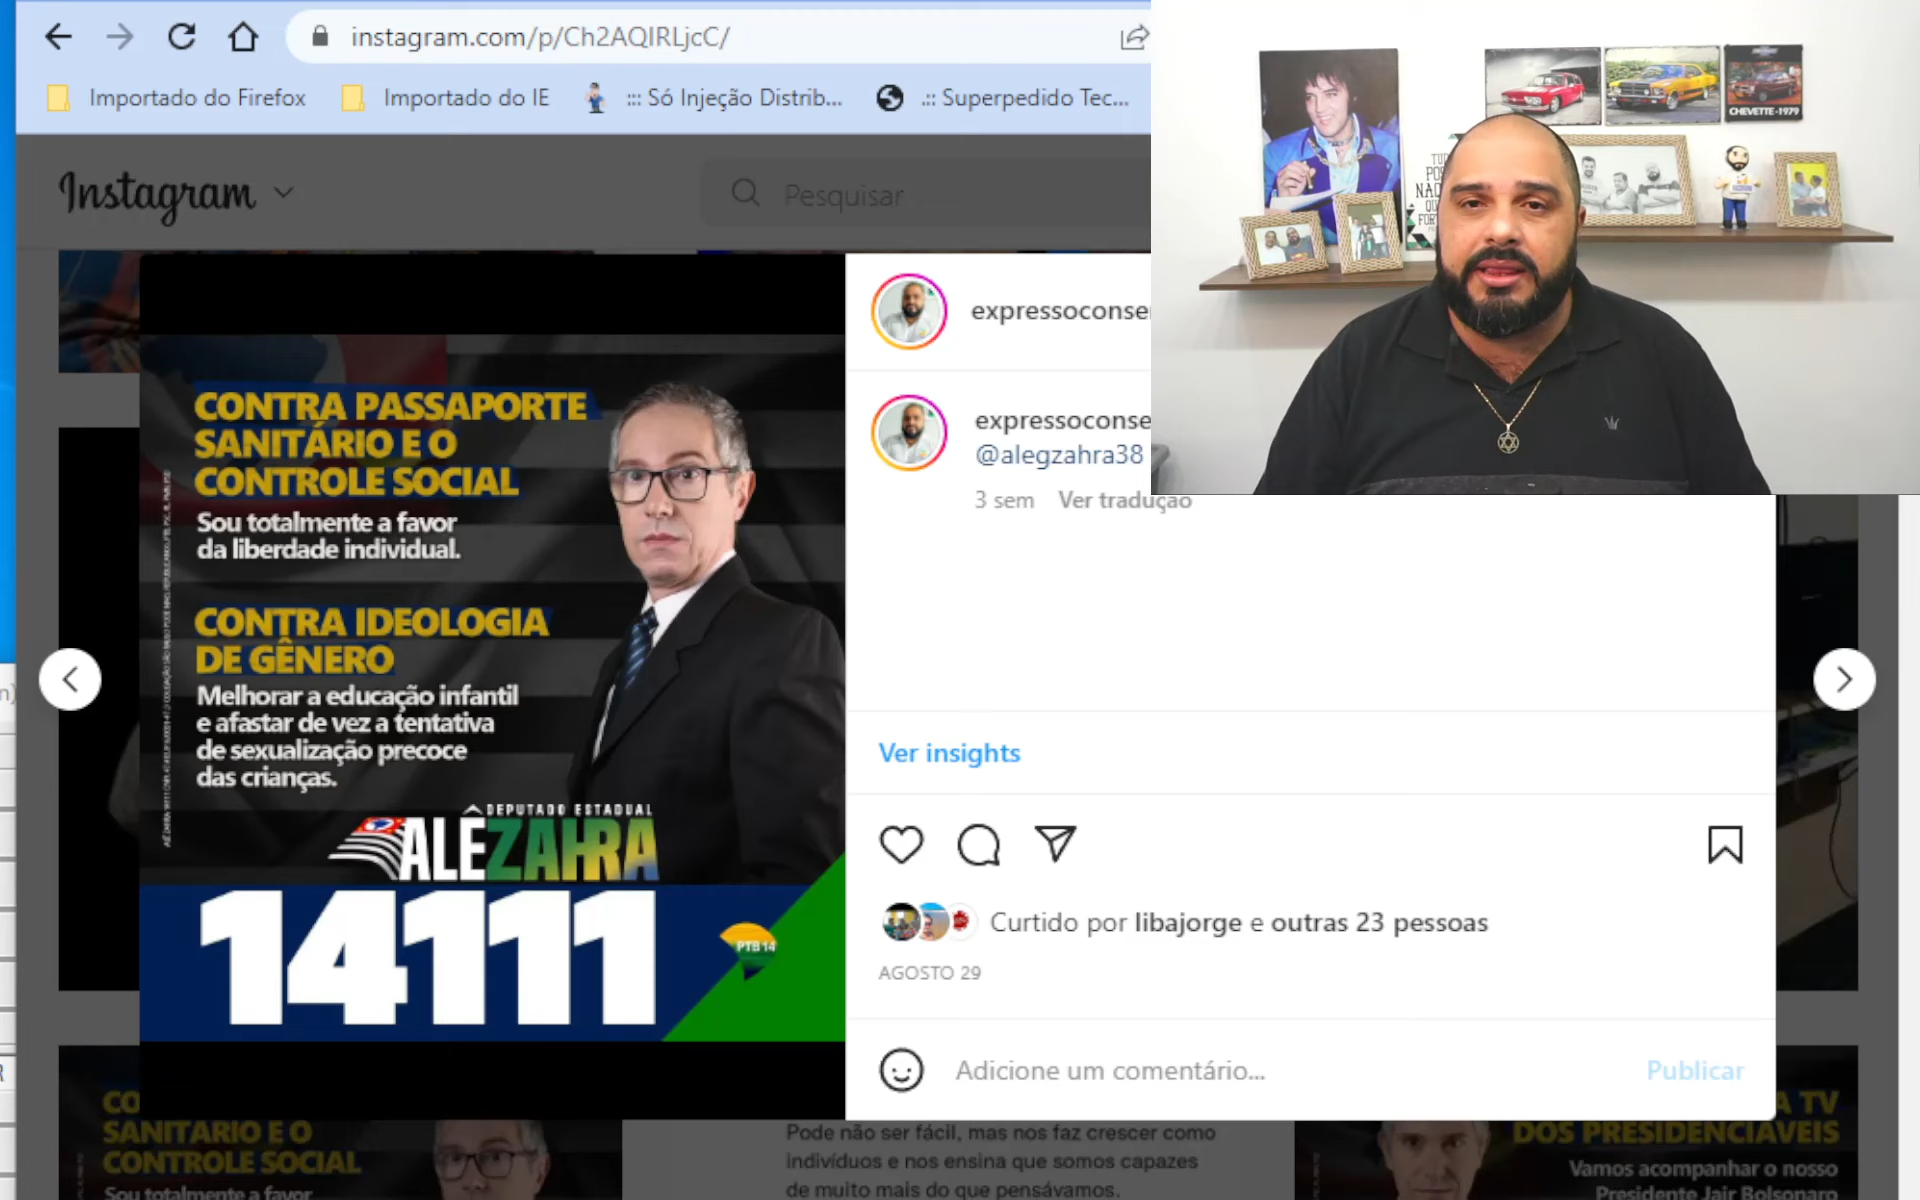 instagram.com/p/Ch2AQIRLjcC/
Importado do Firefox
Importado do IE
::: Só Injeção Distrib...
.:: Superpedido Tec...
Instagram
Pesquisar
CHEVETTE-1979
CONTRA PASSAPORTE
SANITÁRIO E O
CONTROLE SOCIAL
Sou totalmente a favor
da liberdade individual.
CONTRA IDEOLOGIA
DE GÊNERO
Melhorar a educação infantil
e afastar de vez a tentativa
de sexualização precoce
das crianças.
DEPUTADO ESTADUAL
ALÊZAHRA
14111
PTB 14
expressoconse
expressoconse
@alegzahra38
3 sem Ver tradução
Ver insights
Curtido por libajorge e outras 23 pessoas
AGOSTO 29
Adicione um comentário...
Publicar
CO
SANITÁRIO E O
CONTROLE SOCIAL
Sou totalmente a favor
Pode não ser fácil, mas nos faz crescer como
indivíduos e nos ensina que somos capazes
de muito mais do que pensávamos.
A TV
DOS PRESIDENCIÁVEIS
Vamos acompanhar o nosso
Presidente Jair Bolsonaro